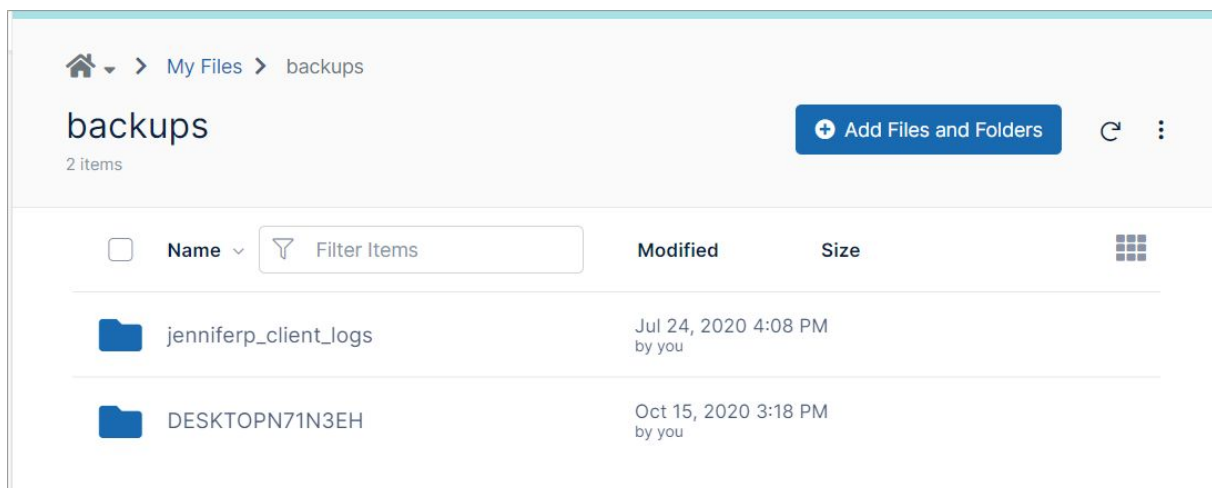 My Files backups
backups
Add Files and Folders
2 items
Name Filter Items Modified Size
jenniferp_client_logs Jul 24, 2020 4:08 PM
by you
DESKTOPN71N3EH Oct 15, 2020 3:18 PM
by you